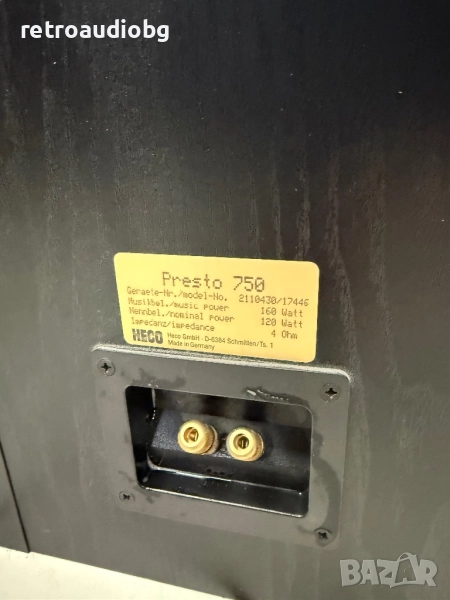 retroaudiobg
Presto 750
Geraete-Nr./model-No. 2110430/17446
Musikbel./music power 160 Watt
Nennbel./nominal power 120 Watt
Impedanz/impedance 4 Ohm
HECO Heco GmbH · D-6384 Schmitten/Ts. 1
Made in Germany
BAZAR